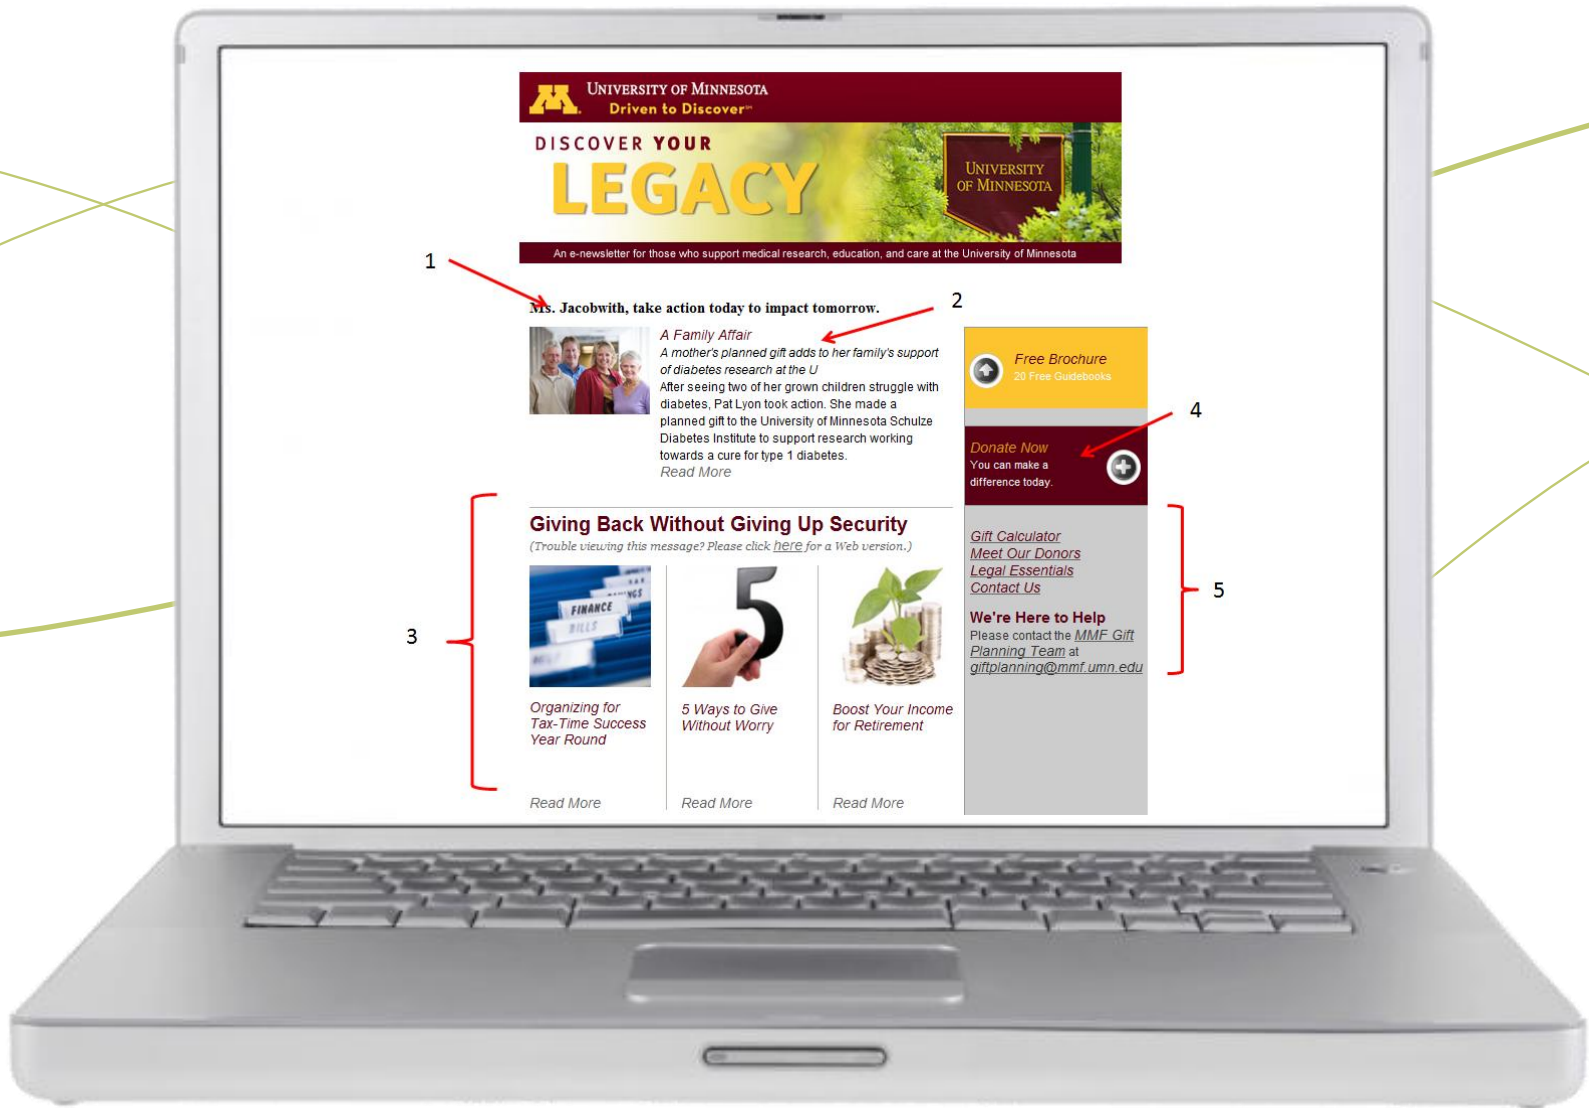 UNIVERSITY OF MINNESOTA
Driven to Discover℠
DISCOVER YOUR
LEGACY
UNIVERSITY
OF MINNESOTA
An e-newsletter for those who support medical research, education, and care at the University of Minnesota
1
Ms. Jacobwith, take action today to impact tomorrow.
2
A Family Affair
A mother's planned gift adds to her family's support
of diabetes research at the U
After seeing two of her grown children struggle with
diabetes, Pat Lyon took action. She made a
planned gift to the University of Minnesota Schulze
Diabetes Institute to support research working
towards a cure for type 1 diabetes.
Read More
Free Brochure
20 Free Guidebooks
4
Donate Now
You can make a
difference today.
3
Giving Back Without Giving Up Security
(Trouble viewing this message? Please click here for a Web version.)
FINANCE
BILLS
5
Organizing for
Tax-Time Success
Year Round
Read More
5 Ways to Give
Without Worry
Read More
Boost Your Income
for Retirement
Read More
Gift Calculator
Meet Our Donors
Legal Essentials
Contact Us
5
We're Here to Help
Please contact the MMF Gift
Planning Team at
giftplanning@mmf.umn.edu